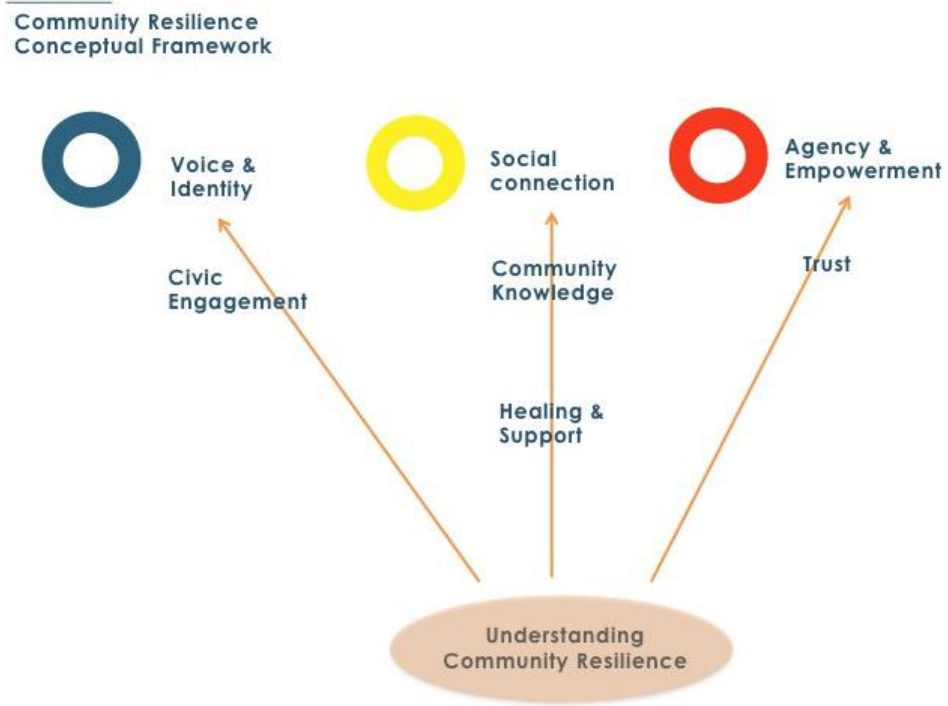 Community Resilience
Conceptual Framework
Voice &
Identity
Social
connection
Agency &
Empowerment
Civic
Engagement
Community
Knowledge
Trust
Healing &
Support
Understanding
Community Resilience